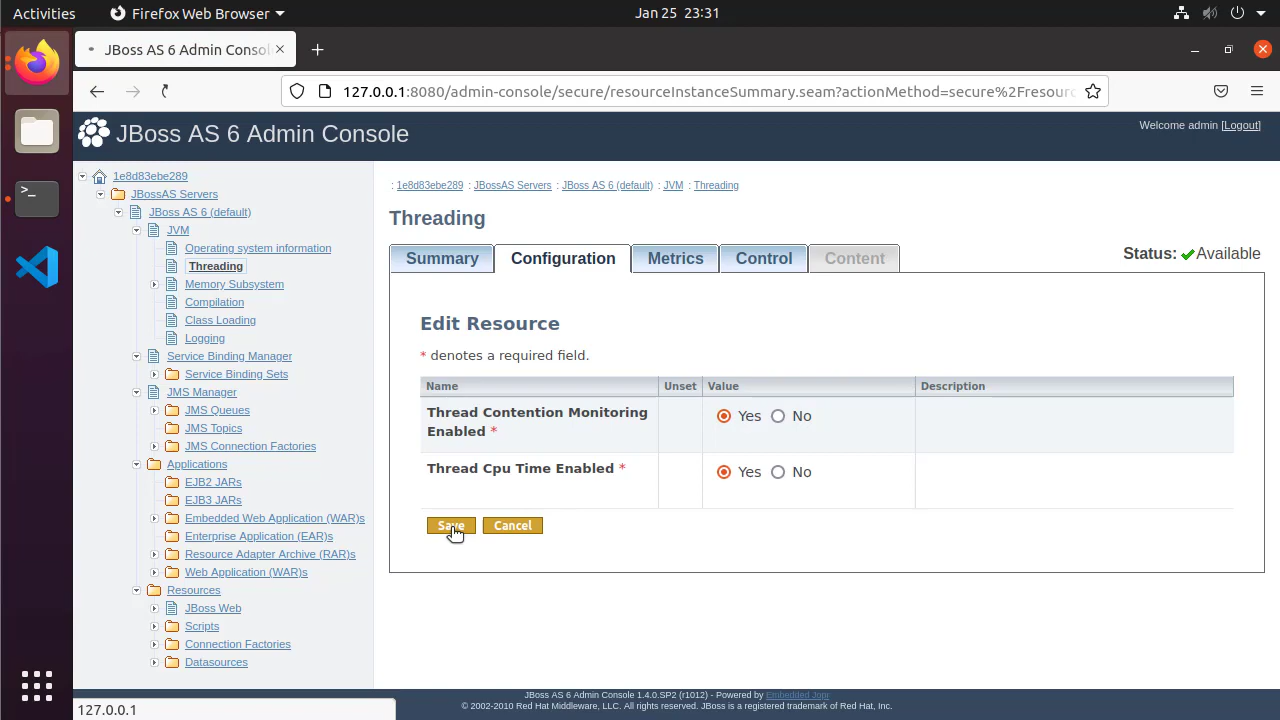 Activities
Firefox Web Browser
Jan 25 23:31
JBoss AS 6 Admin Consol
127.0.0.1:8080/admin-console/secure/resourceInstanceSummary.seam?actionMethod=secure%2Fresourc
JBoss AS 6 Admin Console
Welcome admin [Logout]
1e8d83ebe289
JBossAS Servers
JBoss AS 6 (default)
JVM
Operating system information
Threading
Memory Subsystem
Compilation
Class Loading
Logging
Service Binding Manager
Service Binding Sets
JMS Manager
JMS Queues
JMS Topics
JMS Connection Factories
Applications
EJB2 JARs
EJB3 JARs
Embedded Web Application (WAR)s
Enterprise Application (EAR)s
Resource Adapter Archive (RAR)s
Web Application (WAR)s
Resources
JBoss Web
Scripts
Connection Factories
Datasources
: 1e8d83ebe289 : JBossAS Servers : JBoss AS 6 (default) : JVM : Threading
Threading
Summary Configuration Metrics Control Content
Status: Available
Edit Resource
* denotes a required field.
Name Unset Value Description
Thread Contention Monitoring
Enabled *
Yes No
Thread Cpu Time Enabled *
Yes No
Save Cancel
JBoss AS 6 Admin Console 1.4.0.SP2 (r1012) - Powered by Embedded Jopr
© 2002-2010 Red Hat Middleware, LLC. All rights reserved. JBoss is a registered trademark of Red Hat, Inc.
127.0.0.1